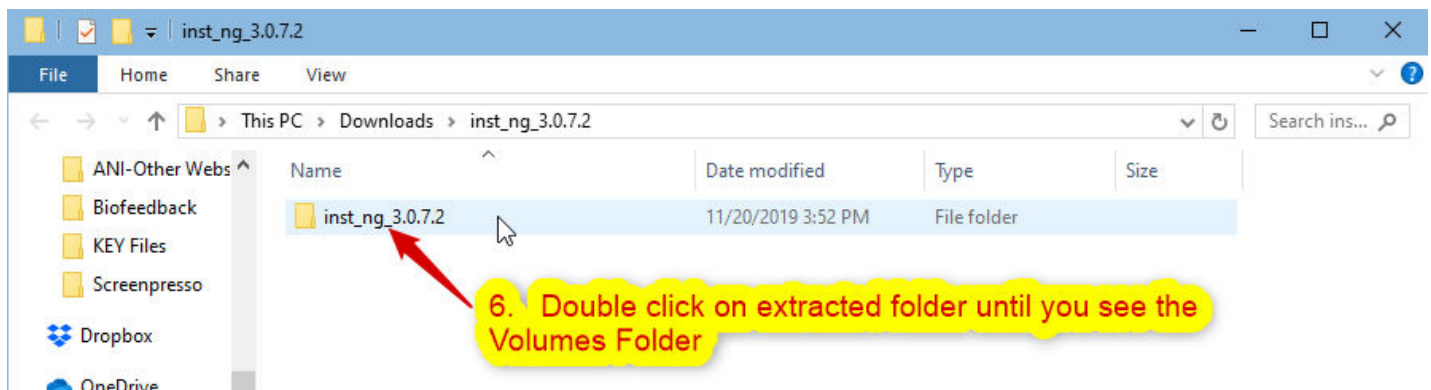 inst_ng_3.0.7.2
File Home Share View
This PC > Downloads > inst_ng_3.0.7.2 Search ins...
ANI-Other Webs Name Date modified Type Size
Biofeedback inst_ng_3.0.7.2 11/20/2019 3:52 PM File folder
KEY Files
Screenpresso
6. Double click on extracted folder until you see the
Volumes Folder
Dropbox
OneDrive